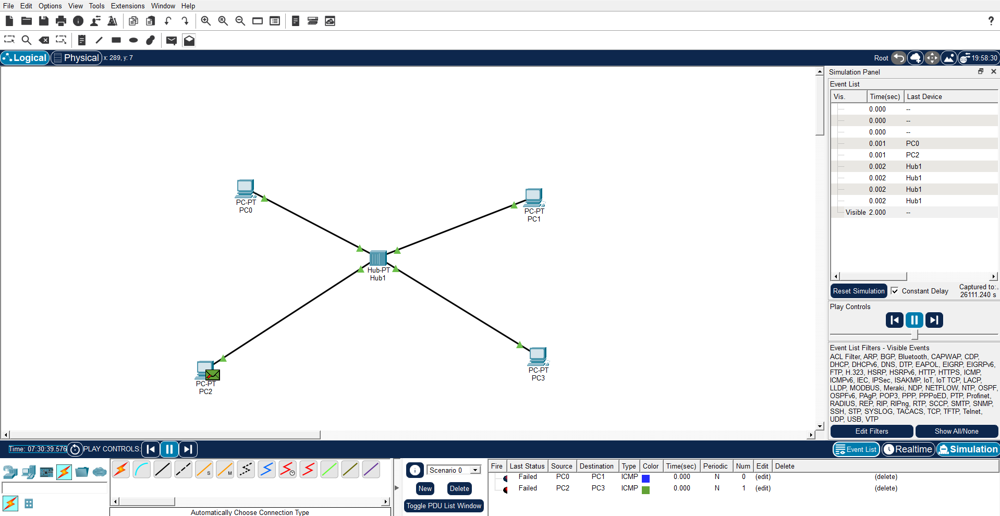 File Edit Options View Tools Extensions Window Help
Logical Physical x: 289, y: 7 Root 19:58:30
Simulation Panel
Event List
Vis. Time(sec) Last Device
0.000 --
0.000 --
0.000 --
0.001 PC0
0.001 PC2
0.002 Hub1
0.002 Hub1
0.002 Hub1
0.002 Hub1
Visible 2.000 --
PC-PT
PC0
PC-PT
PC1
Hub-PT
Hub1
PC-PT
PC2
PC-PT
PC3
Reset Simulation Constant Delay Captured to:
26111.240 s
Play Controls
Event List Filters - Visible Events
ACL Filter, ARP, BGP, Bluetooth, CAPWAP, CDP,
DHCP, DHCPv6, DNS, DTP, EAPOL, EIGRP, EIGRPv6,
FTP, H.323, HSRP, HSRPv6, HTTP, HTTPS, ICMP,
ICMPv6, IEC, IPSec, ISAKMP, IoT, IoT TCP, LACP,
LLDP, MODBUS, Meraki, NDP, NETFLOW, NTP, OSPF,
OSPFv6, PAgP, POP3, PPP, PPPoED, PTP, Profinet,
RADIUS, REP, RIP, RIPng, RTP, SCCP, SMTP, SNMP,
SSH, STP, SYSLOG, TACACS, TCP, TFTP, Telnet,
UDP, USB, VTP
Edit Filters Show All/None
Time: 07:30:39.576 PLAY CONTROLS: Event List Realtime Simulation
S M
Automatically Choose Connection Type
Scenario 0
New Delete
Toggle PDU List Window
Fire Last Status Source Destination Type Color Time(sec) Periodic Num Edit Delete
Failed PC0 PC1 ICMP 0.000 N 0 (edit) (delete)
Failed PC2 PC3 ICMP 0.000 N 1 (edit) (delete)